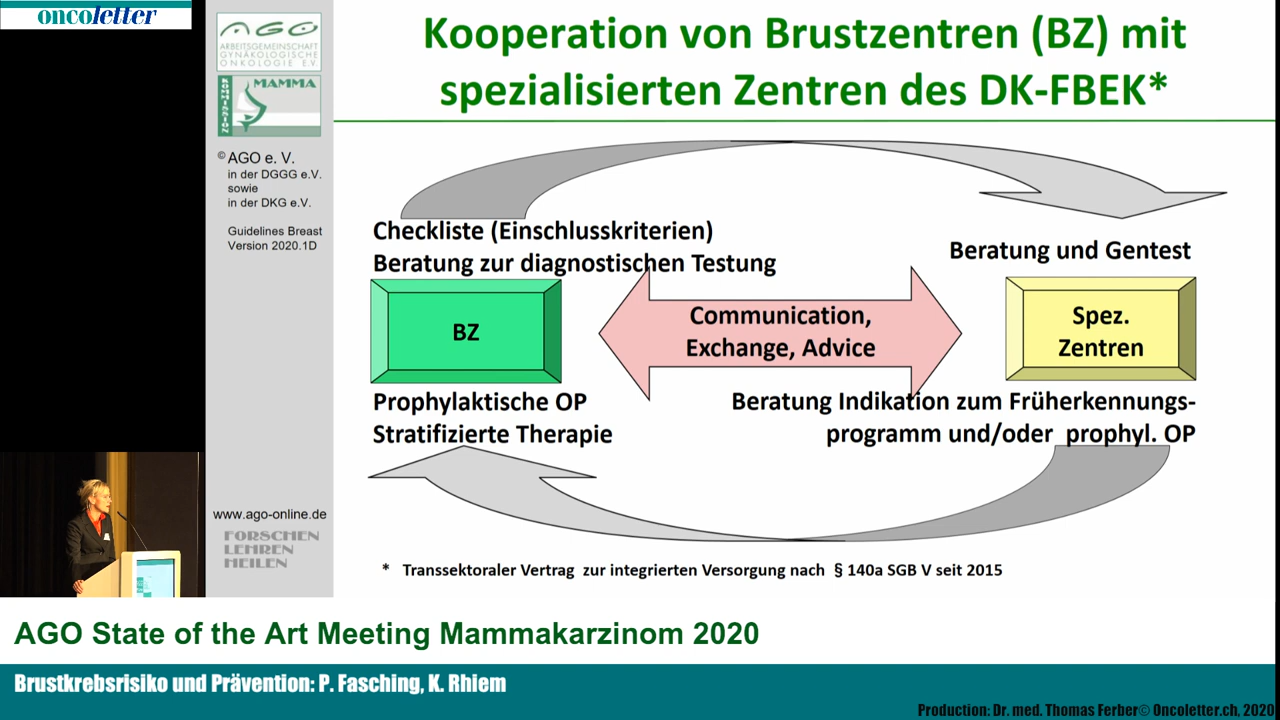 oncoletter
AGO
ARBEITSGEMEINSCHAFT
GYNÄKOLOGISCHE
ONKOLOGIE E.V.
KOMMISSION
MAMMA
© AGO e. V.
in der DGGG e.V.
sowie
in der DKG e.V.
Guidelines Breast
Version 2020.1D
www.ago-online.de
FORSCHEN
LEHREN
HEILEN
Kooperation von Brustzentren (BZ) mit
spezialisierten Zentren des DK-FBEK*
Checkliste (Einschlusskriterien)
Beratung zur diagnostischen Testung
Beratung und Gentest
BZ
Communication,
Exchange, Advice
Spez.
Zentren
Prophylaktische OP
Stratifizierte Therapie
Beratung Indikation zum Früherkennungs-
programm und/oder prophyl. OP
* Transsektoraler Vertrag zur integrierten Versorgung nach § 140a SGB V seit 2015
AGO State of the Art Meeting Mammakarzinom 2020
Brustkrebsrisiko und Prävention: P. Fasching, K. Rhiem
Production: Dr. med. Thomas Ferber© Oncoletter.ch, 2020